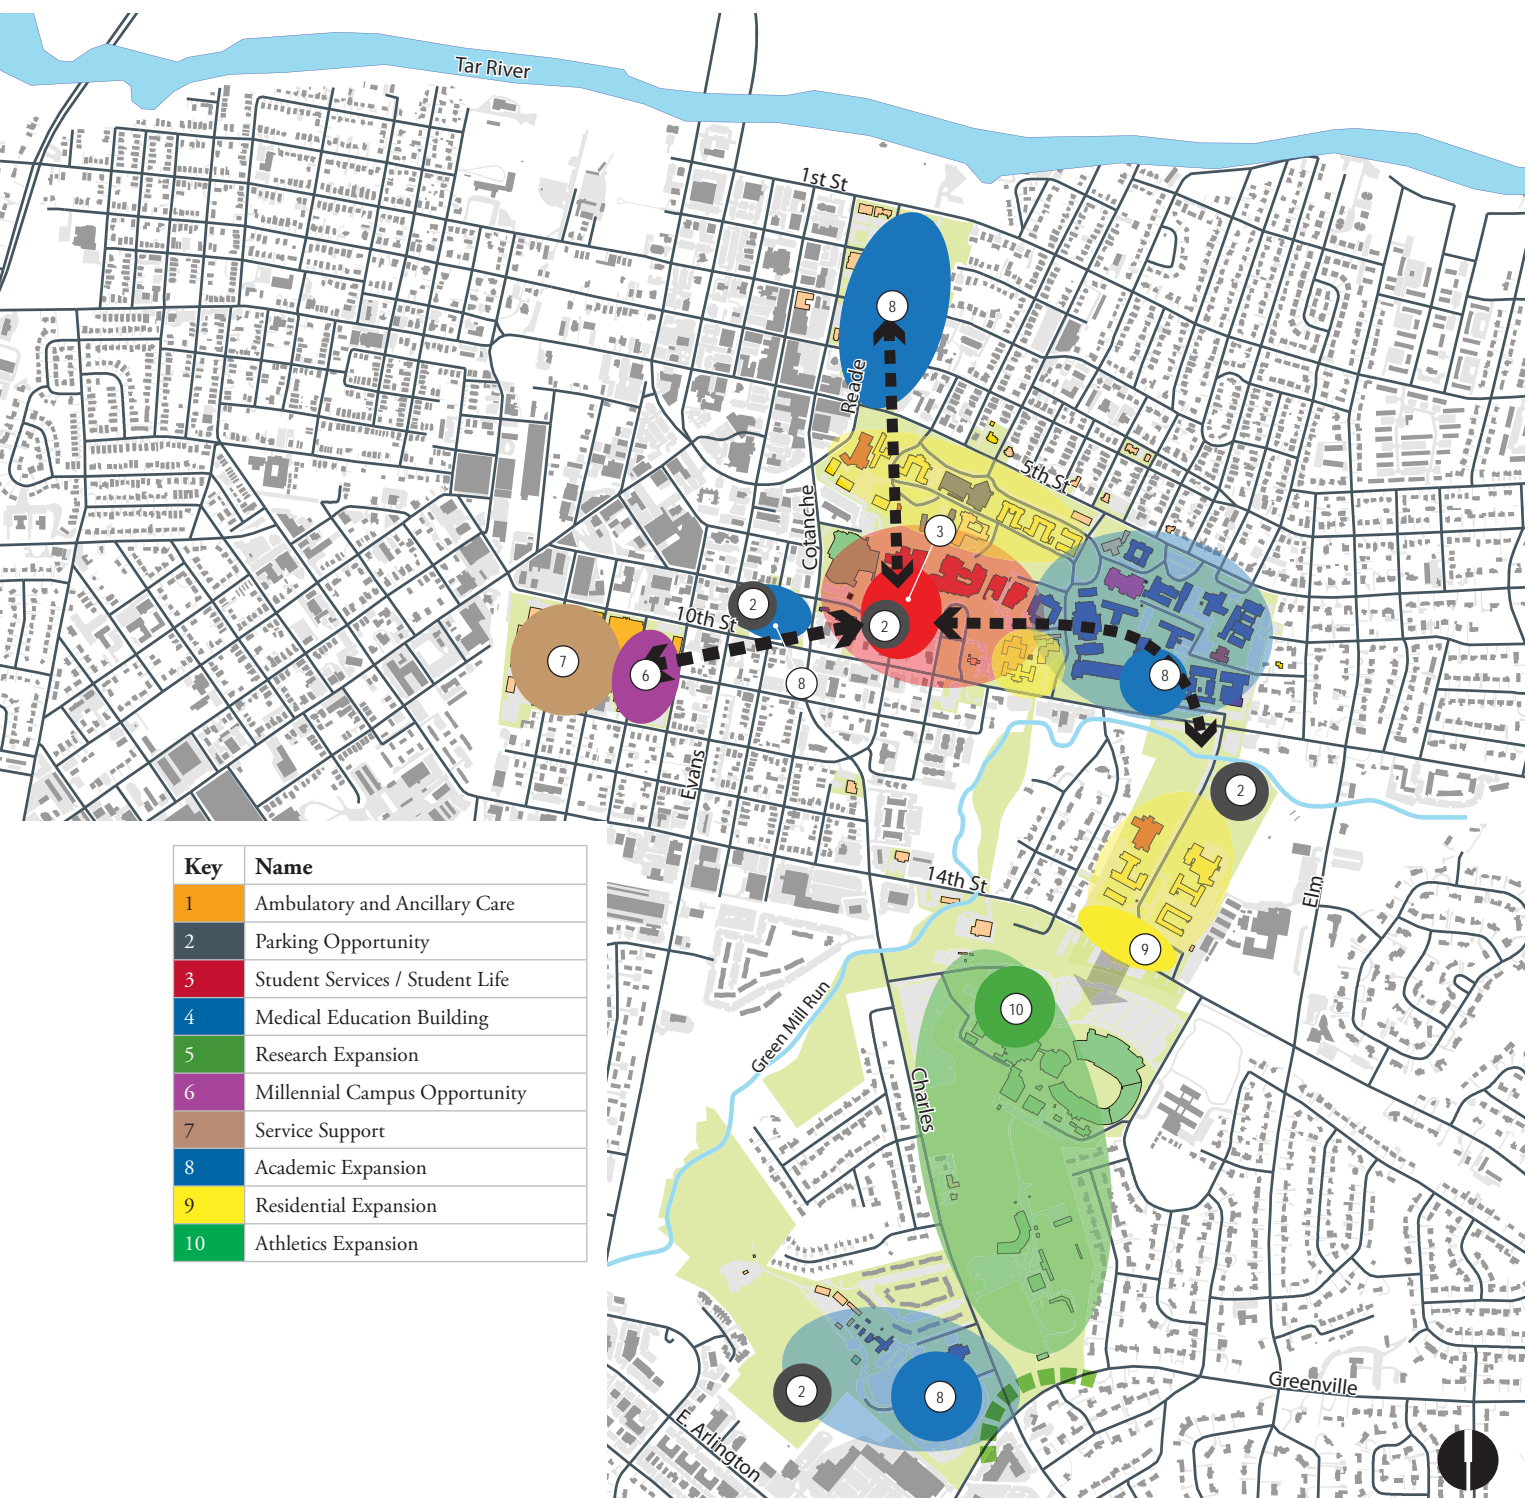 Tar River
1st St
8
Reade
5th St
Cotanche
3
2
10th St
2
7
6
8
8
Evans
2
14th St
Elm
9
10
Green Mill Run
Charles
2
8
Greenville
E. Arlington
Key Name
1 Ambulatory and Ancillary Care
2 Parking Opportunity
3 Student Services / Student Life
4 Medical Education Building
5 Research Expansion
6 Millennial Campus Opportunity
7 Service Support
8 Academic Expansion
9 Residential Expansion
10 Athletics Expansion